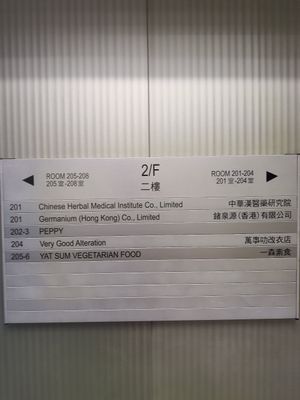 2/F
二樓
ROOM 205-208
205室-208室
ROOM 201-204
201室-204室
201 Chinese Herbal Medical Institute Co., Limited 中華漢醫藥研究院
201 Germanium (Hong Kong) Co., Limited 鍺泉源(香港)有限公司
202-3 PEPPY
204 Very Good Alteration 萬事叻改衣店
205-6 YAT SUM VEGETARIAN FOOD 一森素食